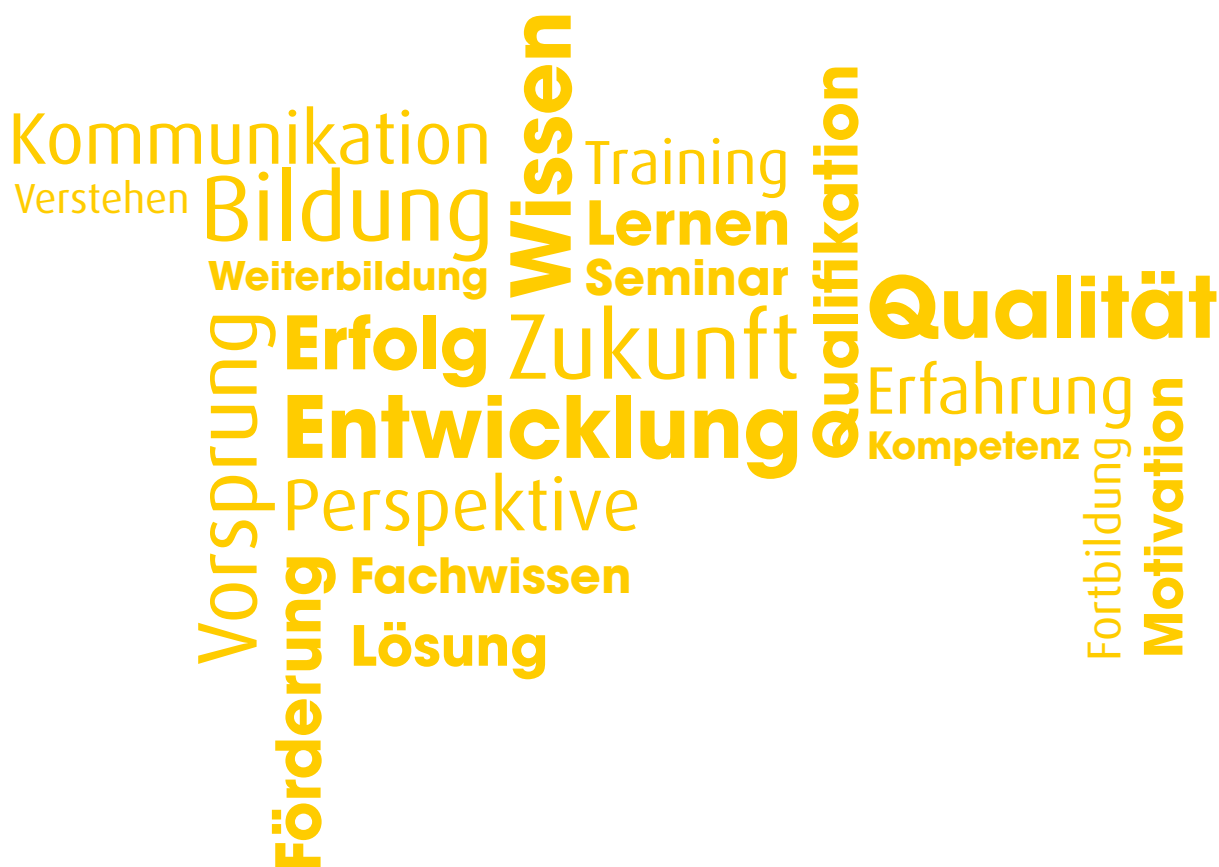 Kommunikation
Verstehen
Bildung
Weiterbildung
Wissen
Training
Lernen
Seminar
Qualifikation
Qualität
Vorsprung
Erfolg
Zukunft
Entwicklung
Erfahrung
Kompetenz
Fortbildung
Motivation
Perspektive
Förderung
Fachwissen
Lösung